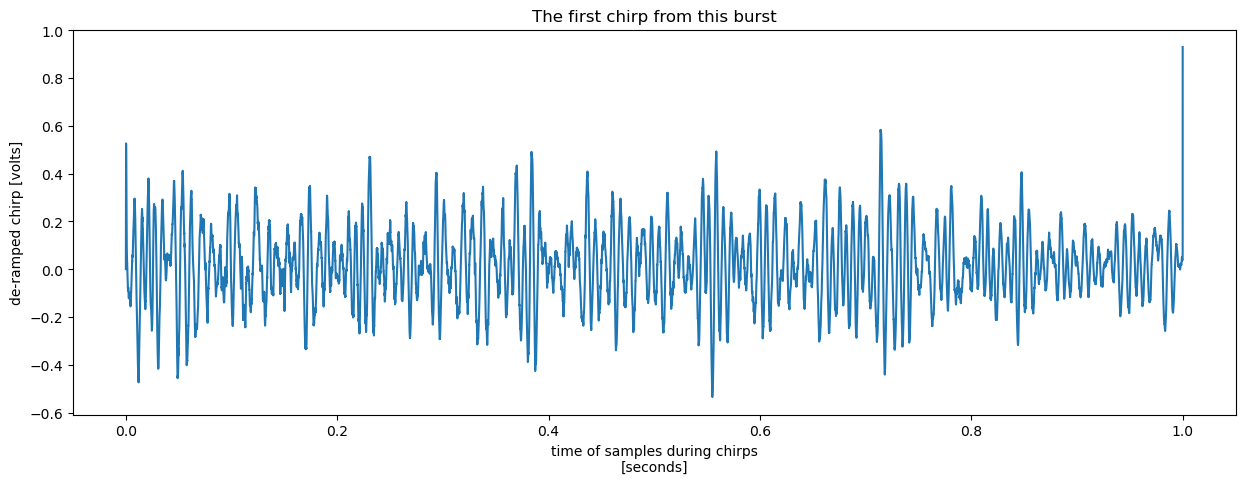 The first chirp from this burst
1.0
0.8
0.6
0.4
0.2
0.0
−0.2
−0.4
−0.6
de-ramped chirp [volts]
0.0 0.2 0.4 0.6 0.8 1.0
time of samples during chirps
[seconds]